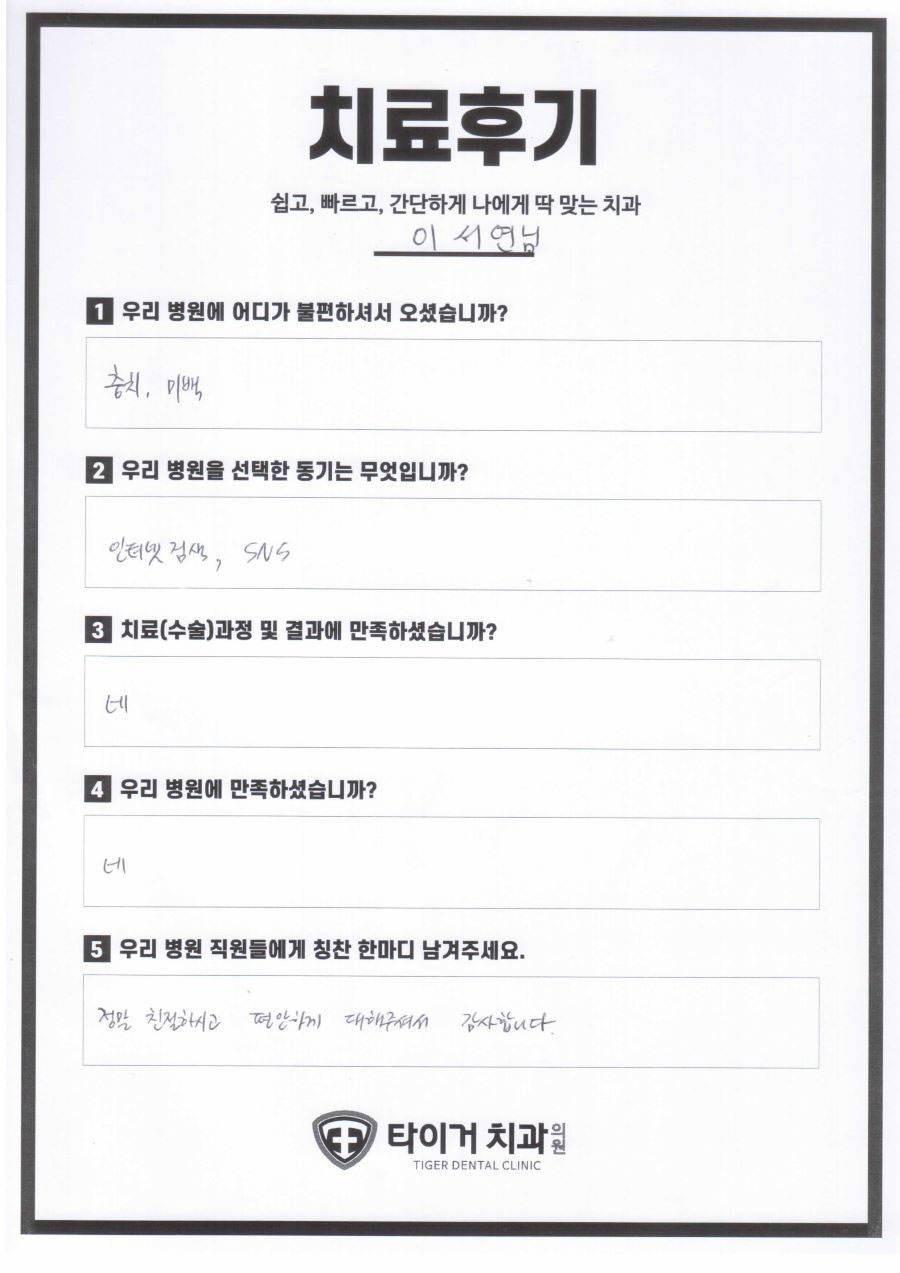 치료후기
쉽고, 빠르고, 간단하게 나에게 딱 맞는 치과
이 서연님
1 우리 병원에 어디가 불편하셔서 오셨습니까?
충치, 미백
2 우리 병원을 선택한 동기는 무엇입니까?
인터넷 검색, SNS
3 치료(수술)과정 및 결과에 만족하셨습니까?
네
4 우리 병원에 만족하셨습니까?
네
5 우리 병원 직원들에게 칭찬 한마디 남겨주세요.
정말 친절하시고 편안하게 대해주셔서 감사합니다.
타이거 치과의원
TIGER DENTAL CLINIC